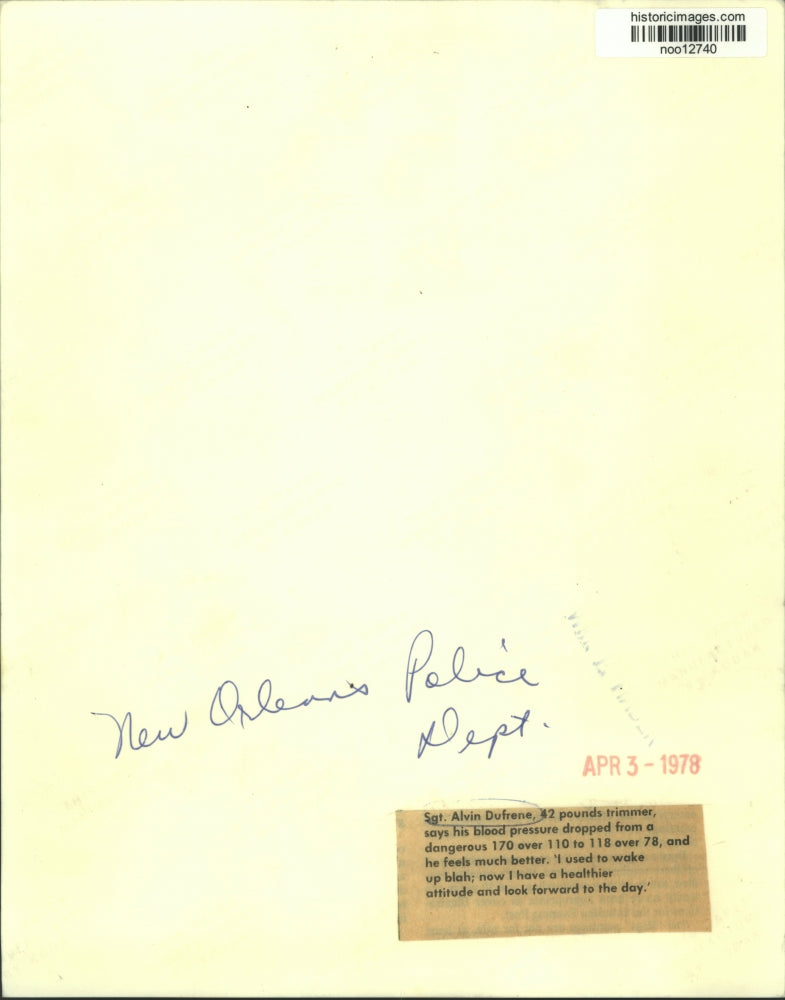 historicimages.com
noo12740
New Orleans Police
Dept.
APR 3 - 1978
Sgt. Alvin Dufrene, 42 pounds trimmer,
says his blood pressure dropped from a
dangerous 170 over 110 to 118 over 78, and
he feels much better. 'I used to wake
up blah; now I have a healthier
attitude and look forward to the day.'